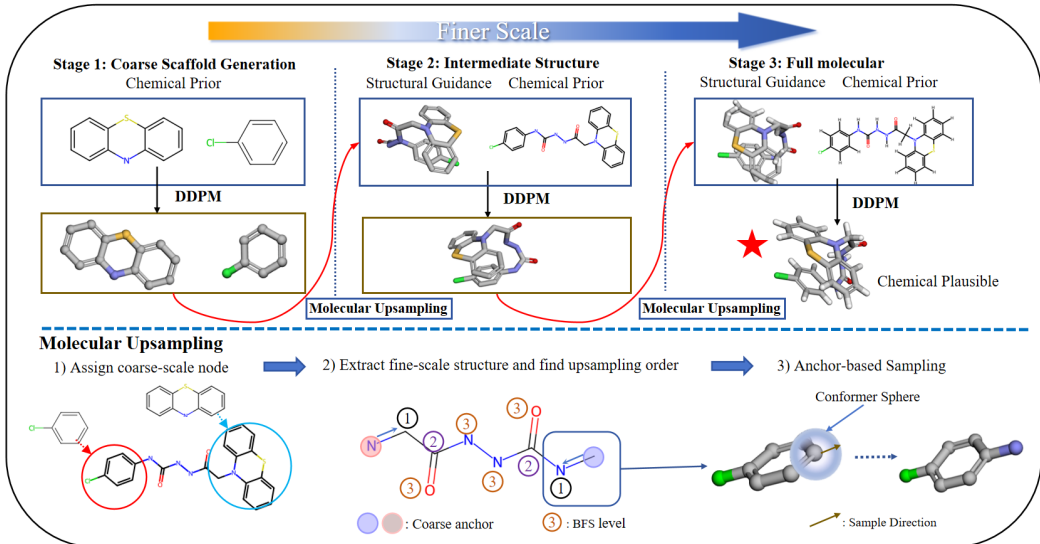 Finer Scale
Stage 1: Coarse Scaffold Generation
Chemical Prior
Stage 2: Intermediate Structure
Structural Guidance Chemical Prior
Stage 3: Full molecular
Structural Guidance Chemical Prior
S
N
Cl
DDPM
DDPM
DDPM
Chemical Plausible
Molecular Upsampling
Molecular Upsampling
Molecular Upsampling
1) Assign coarse-scale node
2) Extract fine-scale structure and find upsampling order
3) Anchor-based Sampling
Conformer Sphere
N
1
2
O
3
N
3
N
3
O
3
2
N
1
: Coarse anchor
3 : BFS level
: Sample Direction